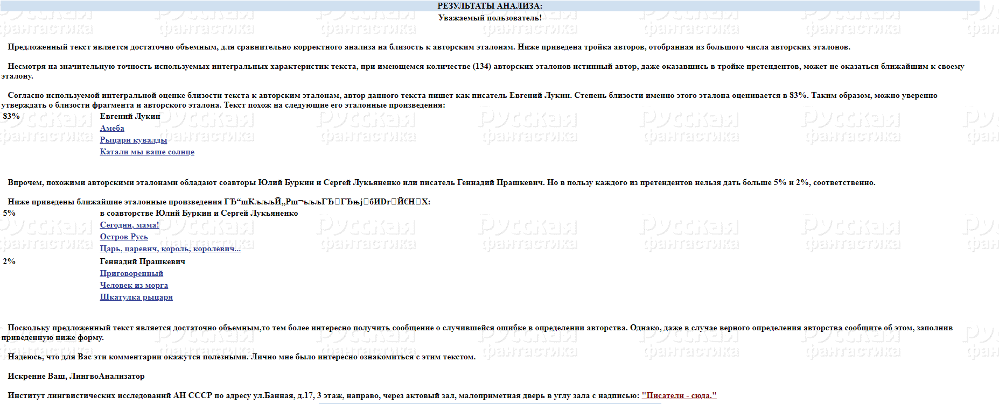 РЕЗУЛЬТАТЫ АНАЛИЗА:
Уважаемый пользователь!
Предложенный текст является достаточно объемным, для сравнительно корректного анализа на близость к авторским эталонам. Ниже приведена тройка авторов, отобранная из большого числа авторских эталонов.
Несмотря на значительную точность используемых интегральных характеристик текста, при имеющемся количестве (134) авторских эталонов истинный автор, даже оказавшись в тройке претендентов, может не оказаться ближайшим к своему
эталону.
Согласно используемой интегральной оценке близости текста к авторским эталонам, автор данного текста пишет как писатель Евгений Лукин. Степень близости именно этого эталона оценивается в 83%. Таким образом, можно уверенно
утверждать о близости фрагмента и авторского эталона. Текст похож на следующие его эталонные произведения:
83% Евгений Лукин
Амеба
Рыцари кувалды
Катали мы ваше солнце
Впрочем, похожими авторскими эталонами обладают соавторы Юлий Буркин и Сергей Лукьяненко или писатель Геннадий Прашкевич. Но в пользу каждого из претендентов нельзя дать больше 5% и 2%, соответственно.
Ниже приведены ближайшие эталонные произведения
5% в соавторстве Юлий Буркин и Сергей Лукьяненко
Сегодня, мама!
Остров Русь
Царь, царевич, король, королевич...
2% Геннадий Прашкевич
Приговоренный
Человек из морга
Шкатулка рыцаря
Поскольку предложенный текст является достаточно объемным,то тем более интересно получить сообщение о случившейся ошибке в определении авторства. Однако, даже в случае верного определения авторства сообщите об этом, заполнив
приведенную ниже форму.
Надеюсь, что для Вас эти комментарии окажутся полезными. Лично мне было интересно ознакомиться с этим текстом.
Искренне Ваш, ЛингвоАнализатор
Институт лингвистических исследований АН СССР по адресу ул.Банная, д.17, 3 этаж, направо, через актовый зал, малоприметная дверь в углу зала с надписью: "Писатели - сюда."